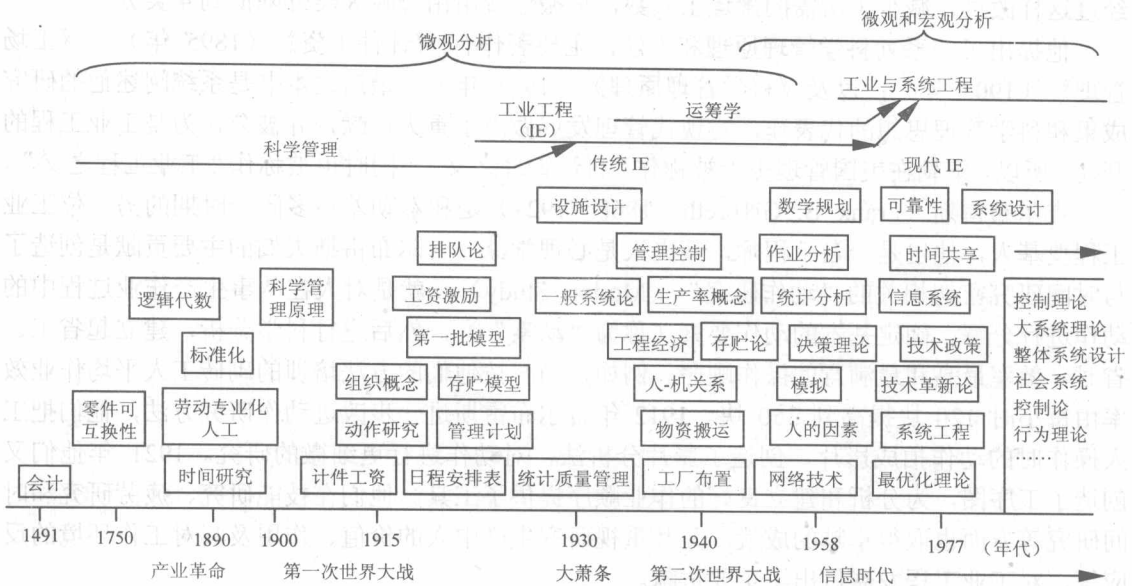 微观和宏观分析
微观分析
工业与系统工程
工业工程
(IE)
运筹学
科学管理
传统 IE
现代 IE
设施设计
数学规划
可靠性
系统设计
排队论
管理控制
作业分析
时间共享
逻辑代数
科学管
理原理
工资激励
一般系统论
生产率概念
统计分析
信息系统
控制理论
大系统理论
整体系统设计
社会系统
控制论
行为理论
标准化
第一批模型
工程经济
存贮论
决策理论
技术政策
组织概念
存贮模型
人-机关系
模拟
技术革新论
零件可
互换性
劳动专业化
人工
动作研究
管理计划
物资搬运
人的因素
系统工程
会计
时间研究
计件工资
日程安排表
统计质量管理
工厂布置
网络技术
最优化理论
1491
1750
1890
1900
1915
1930
1940
1958
1977
(年代)
产业革命
第一次世界大战
大萧条
第二次世界大战
信息时代